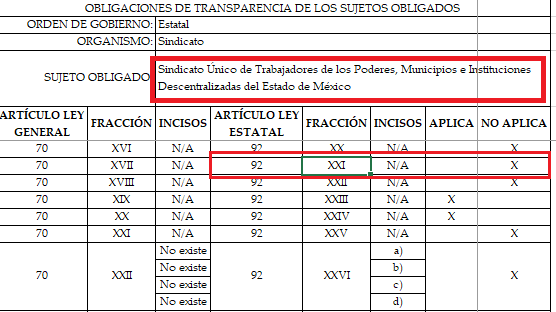 OBLIGACIONES DE TRANSPARENCIA DE LOS SUJETOS OBLIGADOS
ORDEN DE GOBIERNO: Estatal
ORGANISMO: Sindicato
SUJETO OBLIGADO Sindicato Único de Trabajadores de los Poderes, Municipios e Instituciones
Descentralizadas del Estado de México
ARTÍCULO LEY GENERAL FRACCIÓN INCISOS ARTÍCULO LEY ESTATAL FRACCIÓN INCISOS APLICA NO APLICA
70 XVI N/A 92 XX N/A X
70 XVII N/A 92 XXI N/A X
70 XVIII N/A 92 XXII N/A X
70 XIX N/A 92 XXIII N/A X
70 XX N/A 92 XXIV N/A X
70 XXI N/A 92 XXV N/A X
70 XXII No existe 92 XXVI a) X
No existe b)
No existe c)
No existe d)